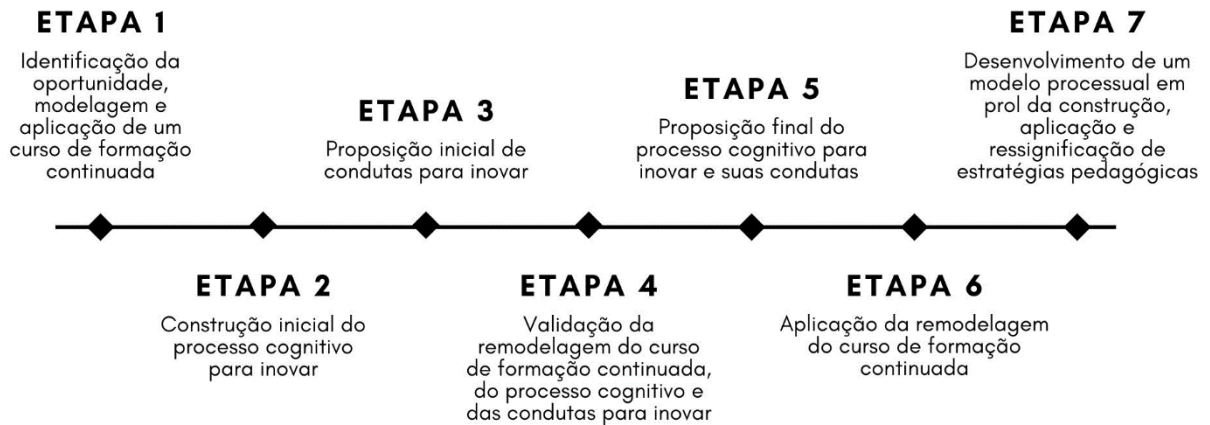 ETAPA 1
Identificação da
oportunidade,
modelagem e
aplicação de um
curso de formação
continuada
ETAPA 2
Construção inicial do
processo cognitivo
para inovar
ETAPA 3
Proposição inicial de
condutas para inovar
ETAPA 4
Validação da
remodelagem do curso
de formação continuada,
do processo cognitivo e
das condutas para inovar
ETAPA 5
Proposição final do
processo cognitivo para
inovar e suas condutas
ETAPA 6
Aplicação da remodelagem
do curso de formação
continuada
ETAPA 7
Desenvolvimento de um
modelo processual em
prol da construção,
aplicação e
ressignificação de
estratégias pedagógicas